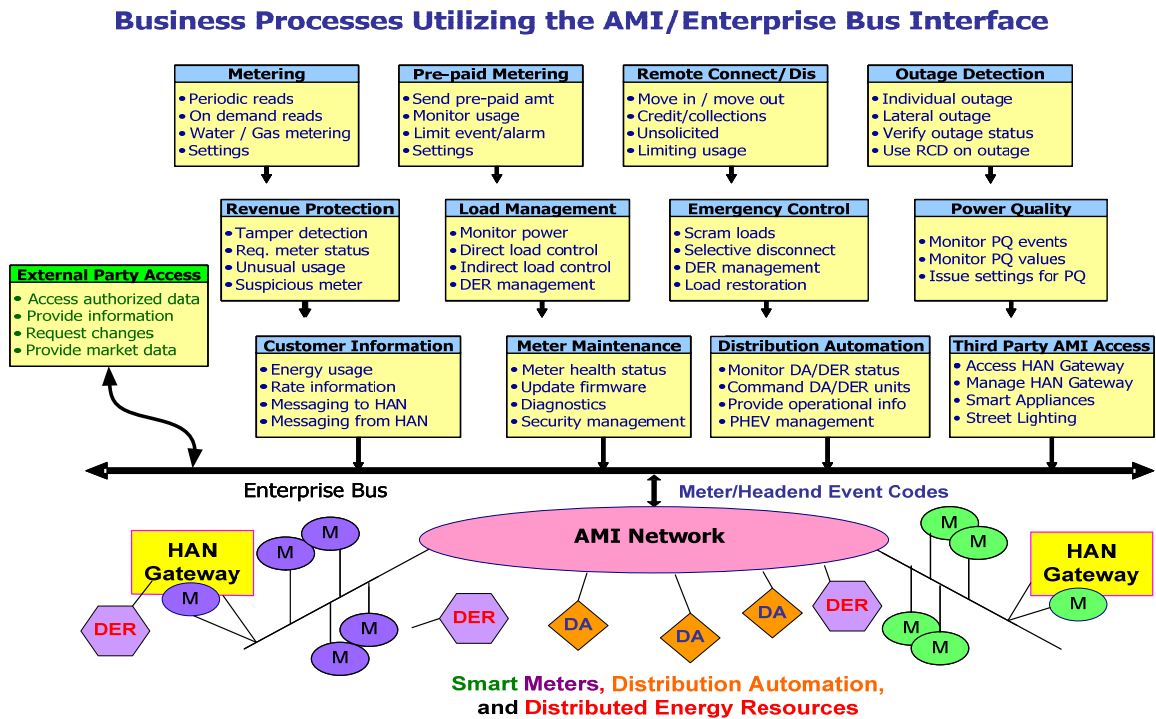 Business Processes Utilizing the AMI/Enterprise Bus Interface
Metering
• Periodic reads
• On demand reads
• Water / Gas metering
• Settings
Pre-paid Metering
• Send pre-paid amt
• Monitor usage
• Limit event/alarm
• Settings
Remote Connect/Dis
• Move in / move out
• Credit/collections
• Unsolicited
• Limiting usage
Outage Detection
• Individual outage
• Lateral outage
• Verify outage status
• Use RCD on outage
Revenue Protection
• Tamper detection
• Req. meter status
• Unusual usage
• Suspicious meter
Load Management
• Monitor power
• Direct load control
• Indirect load control
• DER management
Emergency Control
• Scram loads
• Selective disconnect
• DER management
• Load restoration
Power Quality
• Monitor PQ events
• Monitor PQ values
• Issue settings for PQ
External Party Access
• Access authorized data
• Provide information
• Request changes
• Provide market data
Customer Information
• Energy usage
• Rate information
• Messaging to HAN
• Messaging from HAN
Meter Maintenance
• Meter health status
• Update firmware
• Diagnostics
• Security management
Distribution Automation
• Monitor DA/DER status
• Command DA/DER units
• Provide operational info
• PHEV management
Third Party AMI Access
• Access HAN Gateway
• Manage HAN Gateway
• Smart Appliances
• Street Lighting
Enterprise Bus
Meter/Headend Event Codes
AMI Network
HAN
Gateway
M
DER
M
M
M
M
DER
DA
DA
DA
DER
M
M
M
M
HAN
Gateway
M
Smart Meters, Distribution Automation,
and Distributed Energy Resources